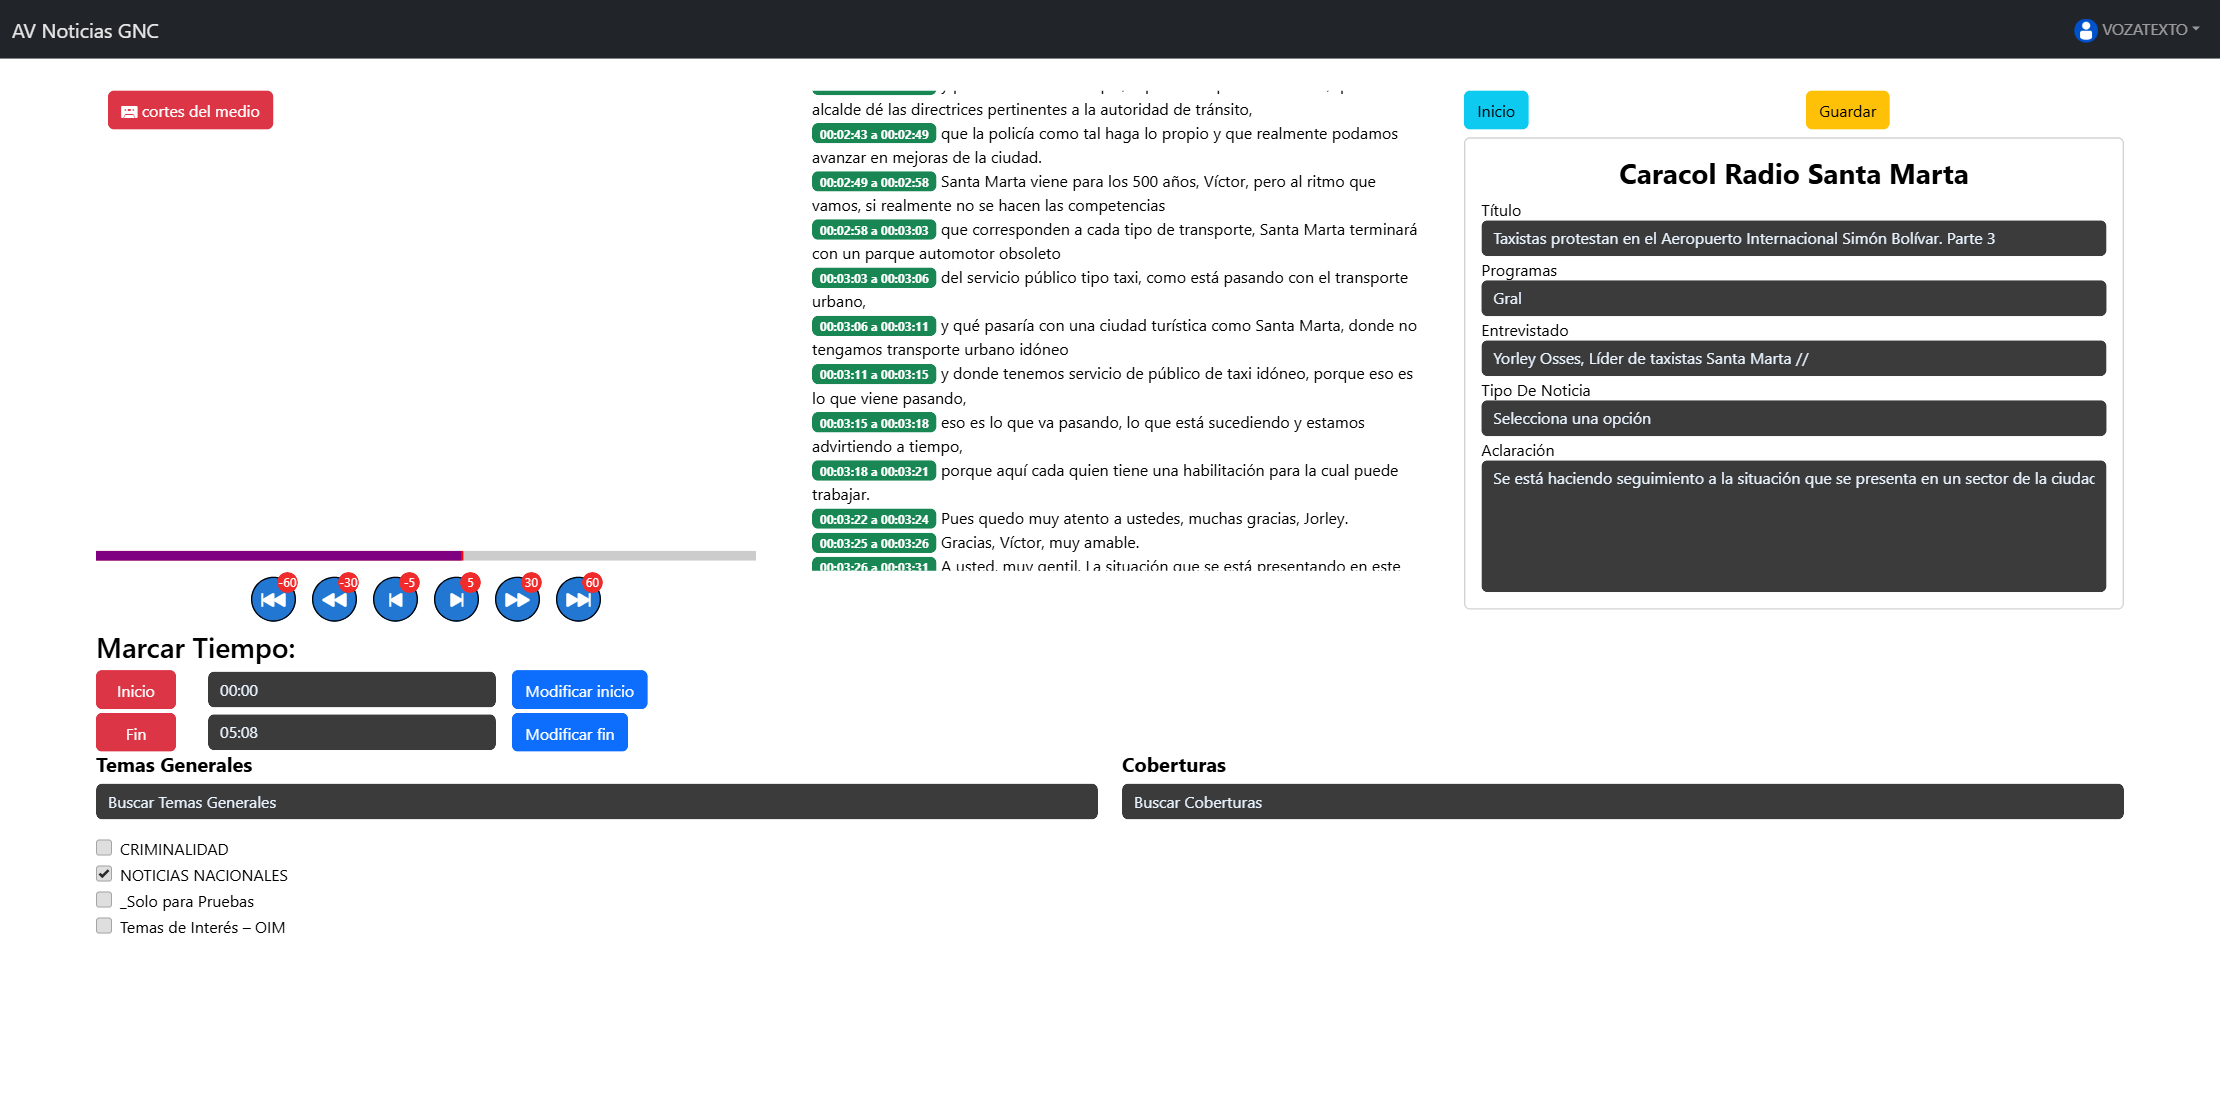 AV Noticias GNC
VOZATEXTO
cortes del medio
alcalde dé las directrices pertinentes a la autoridad de tránsito,
00:02:43 a 00:02:49 que la policía como tal haga lo propio y que realmente podamos
avanzar en mejoras de la ciudad.
00:02:49 a 00:02:58 Santa Marta viene para los 500 años, Víctor, pero al ritmo que
vamos, si realmente no se hacen las competencias
00:02:58 a 00:03:03 que corresponden a cada tipo de transporte, Santa Marta terminará
con un parque automotor obsoleto
00:03:03 a 00:03:06 del servicio público tipo taxi, como está pasando con el transporte
urbano,
00:03:06 a 00:03:11 y qué pasaría con una ciudad turística como Santa Marta, donde no
tengamos transporte urbano idóneo
00:03:11 a 00:03:15 y donde tenemos servicio de público de taxi idóneo, porque eso es
lo que viene pasando,
00:03:15 a 00:03:18 eso es lo que va pasando, lo que está sucediendo y estamos
advirtiendo a tiempo,
00:03:18 a 00:03:21 porque aquí cada quien tiene una habilitación para la cual puede
trabajar.
00:03:22 a 00:03:24 Pues quedo muy atento a ustedes, muchas gracias, Jorley.
00:03:25 a 00:03:26 Gracias, Víctor, muy amable.
00:03:26 a 00:03:31 A usted, muy gentil. La situación que se está presentando en este
Inicio
Guardar
Caracol Radio Santa Marta
Título
Taxistas protestan en el Aeropuerto Internacional Simón Bolívar. Parte 3
Programas
Gral
Entrevistado
Yorley Osses, Líder de taxistas Santa Marta //
Tipo De Noticia
Selecciona una opción
Aclaración
Se está haciendo seguimiento a la situación que se presenta en un sector de la ciudad
-60
-30
-5
5
30
60
Marcar Tiempo:
Inicio
00:00
Modificar inicio
Fin
05:08
Modificar fin
Temas Generales
Buscar Temas Generales
CRIMINALIDAD
NOTICIAS NACIONALES
_Solo para Pruebas
Temas de Interés – OIM
Coberturas
Buscar Coberturas